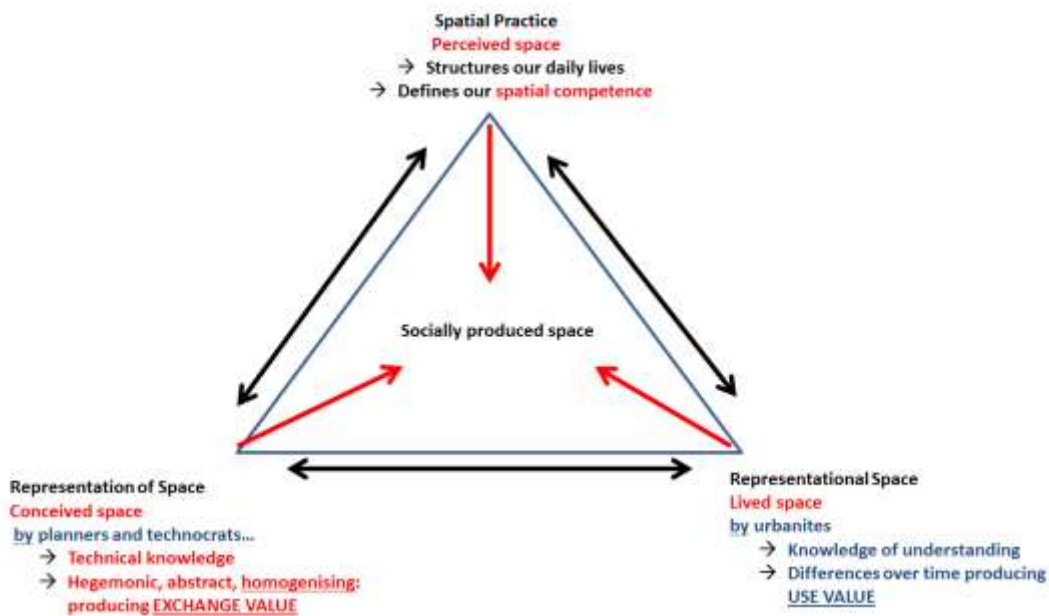 Spatial Practice
Perceived space
→ Structures our daily lives
→ Defines our spatial competence
Socially produced space
Representation of Space
Conceived space
by planners and technocrats...
→ Technical knowledge
→ Hegemonic, abstract, homogenising:
producing EXCHANGE VALUE
Representational Space
Lived space
by urbanites
→ Knowledge of understanding
→ Differences over time producing
USE VALUE